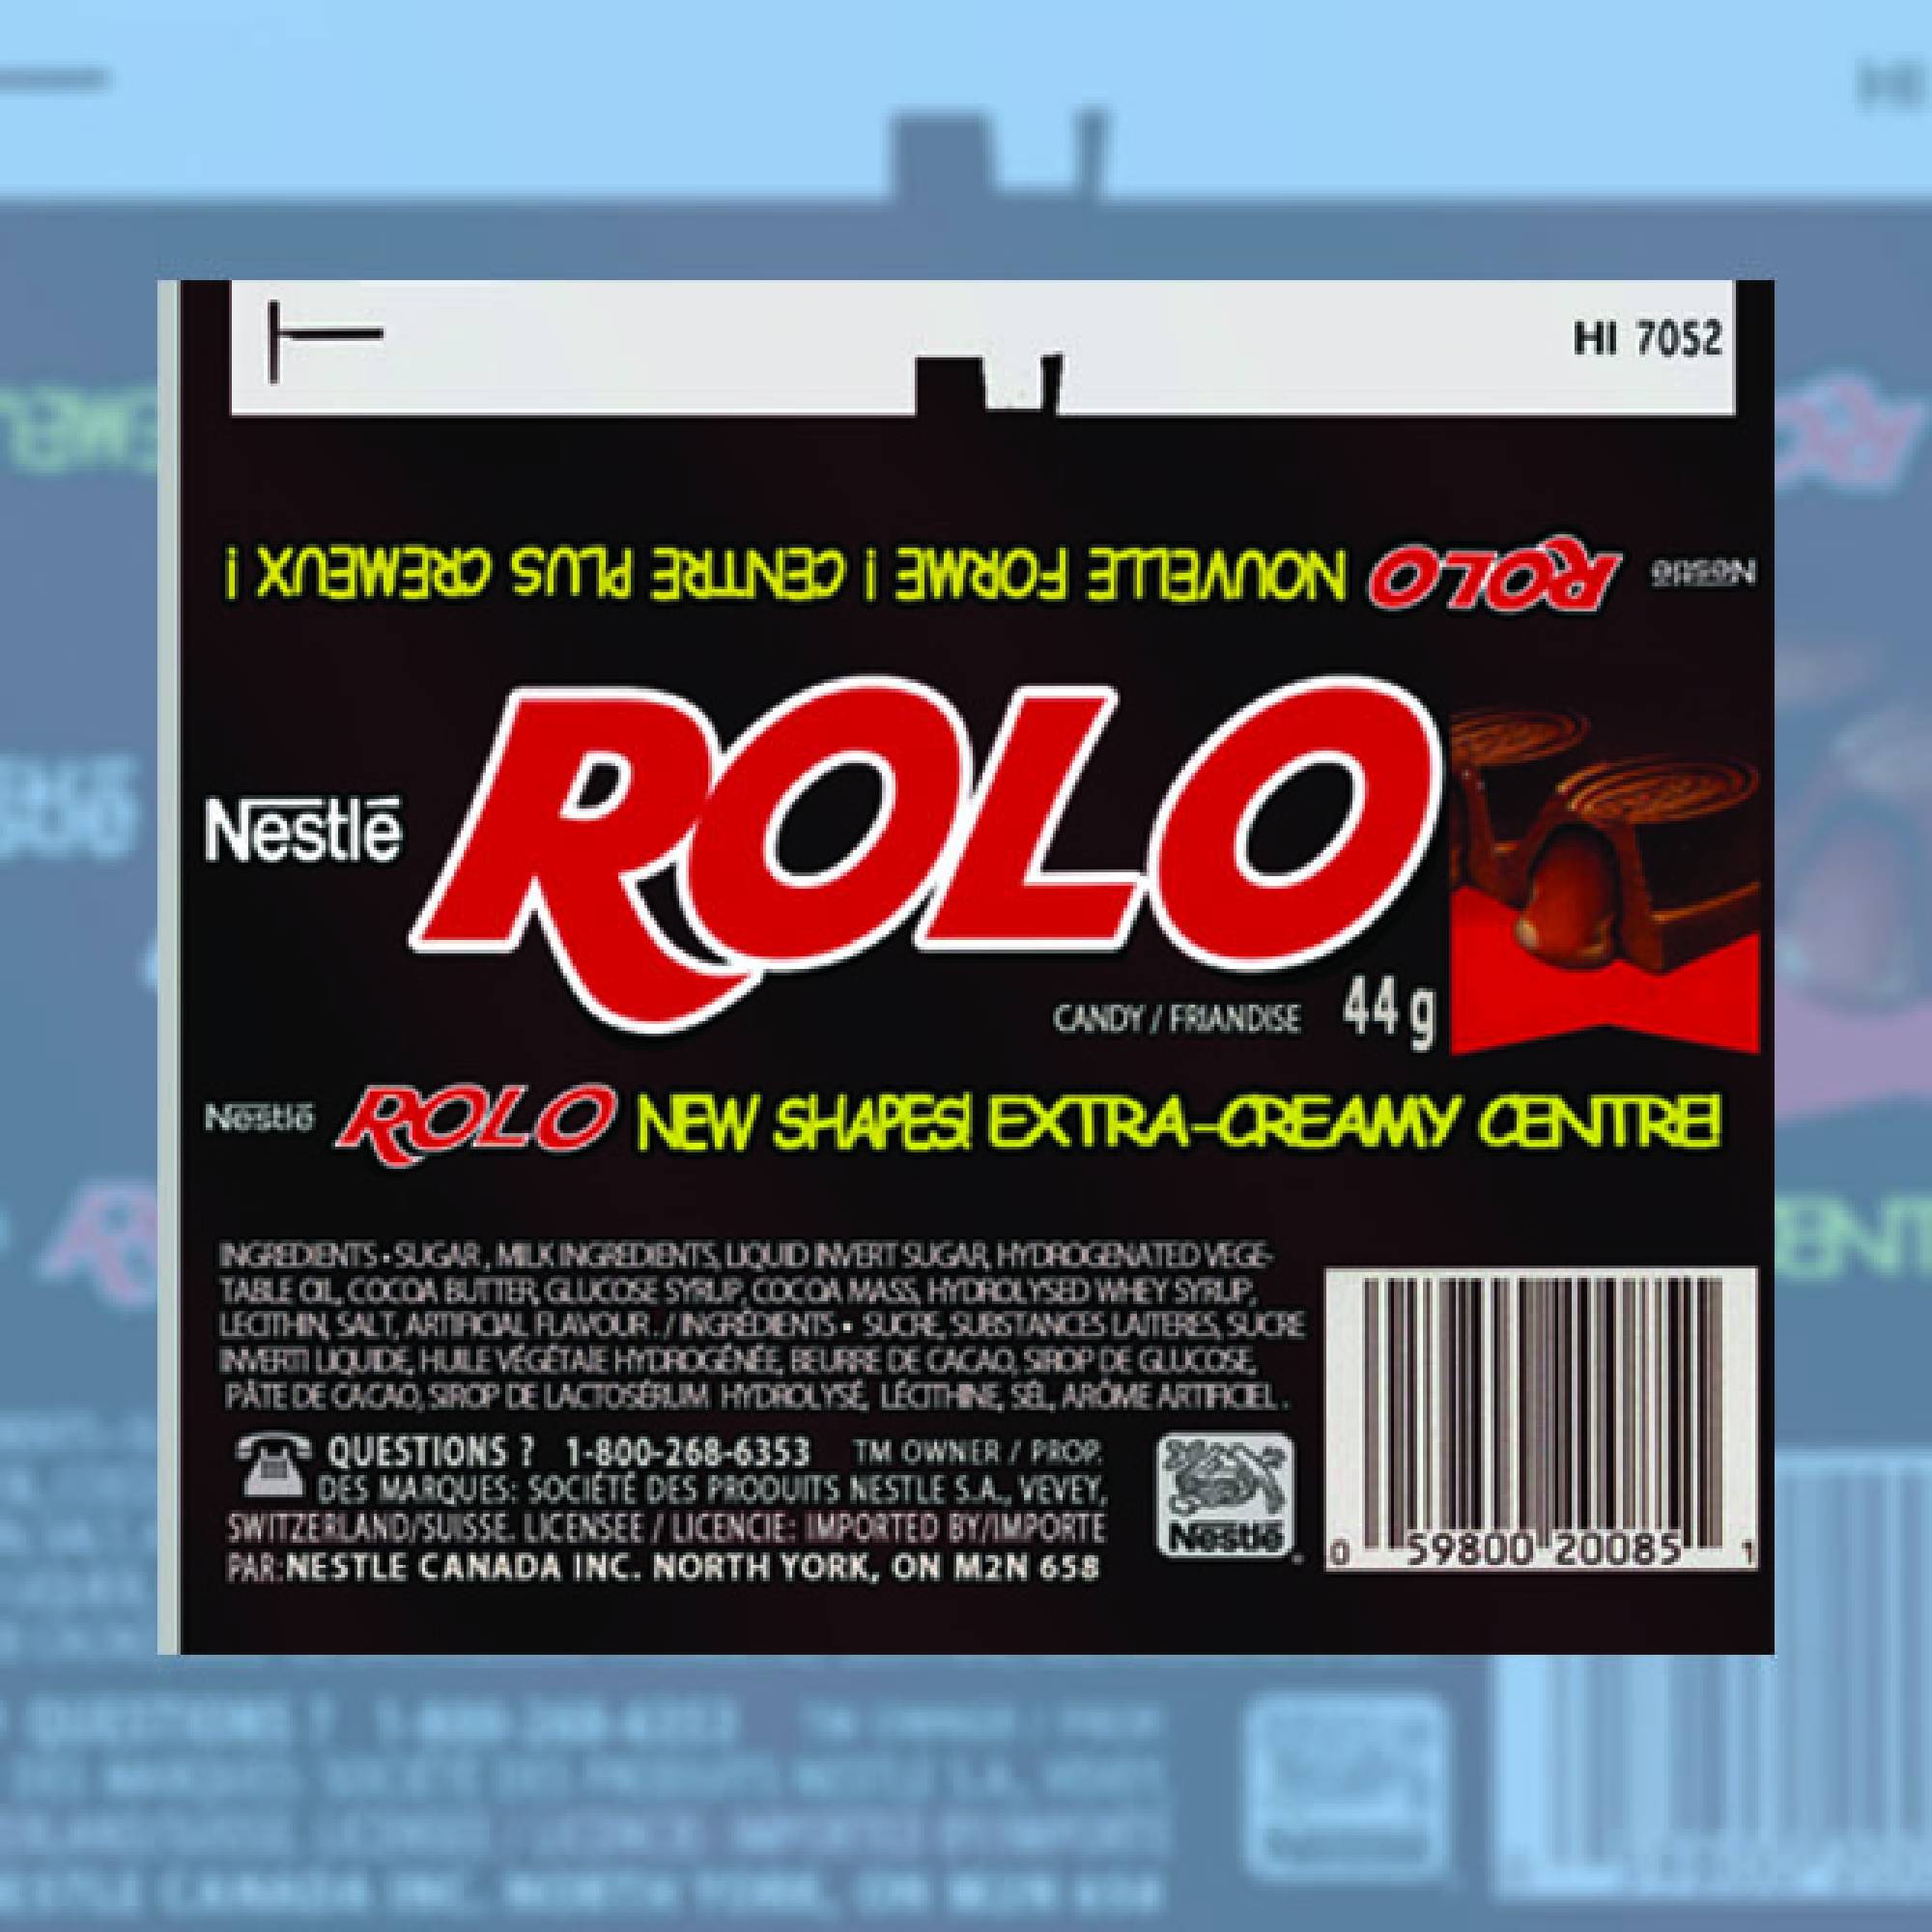 HI 7052
Nestlé ROLO NOUVELLE FORME ! CENTRE PLUS CREMEUX !
Nestlé ROLO
CANDY / FRIANDISE 44 g
Nestlé ROLO NEW SHAPES! EXTRA-CREAMY CENTRE!
INGREDIENTS • SUGAR, MILK INGREDIENTS, LIQUID INVERT SUGAR, HYDROGENATED VEGE-
TABLE OIL, COCOA BUTTER, GLUCOSE SYRUP, COCOA MASS, HYDROLYSED WHEY SYRUP,
LECITHIN, SALT, ARTIFICIAL FLAVOUR. / INGRÉDIENTS • SUCRE, SUBSTANCES LAITERES, SUCRE
INVERTI LIQUIDE, HUILE VÉGÉTALE HYDROGÉNÉE, BEURRE DE CACAO, SIROP DE GLUCOSE,
PÂTE DE CACAO, SIROP DE LACTOSÉRUM HYDROLYSÉ, LÉCITHINE, SEL, ARÔME ARTIFICIEL.
QUESTIONS ? 1-800-268-6353 TM OWNER / PROP.
DES MARQUES: SOCIÉTÉ DES PRODUITS NESTLE S.A., VEVEY,
SWITZERLAND/SUISSE. LICENSEE / LICENCIE: IMPORTED BY/IMPORTE
PAR: NESTLE CANADA INC. NORTH YORK, ON M2N 6S8
Nestlé
0 59800 20085 1